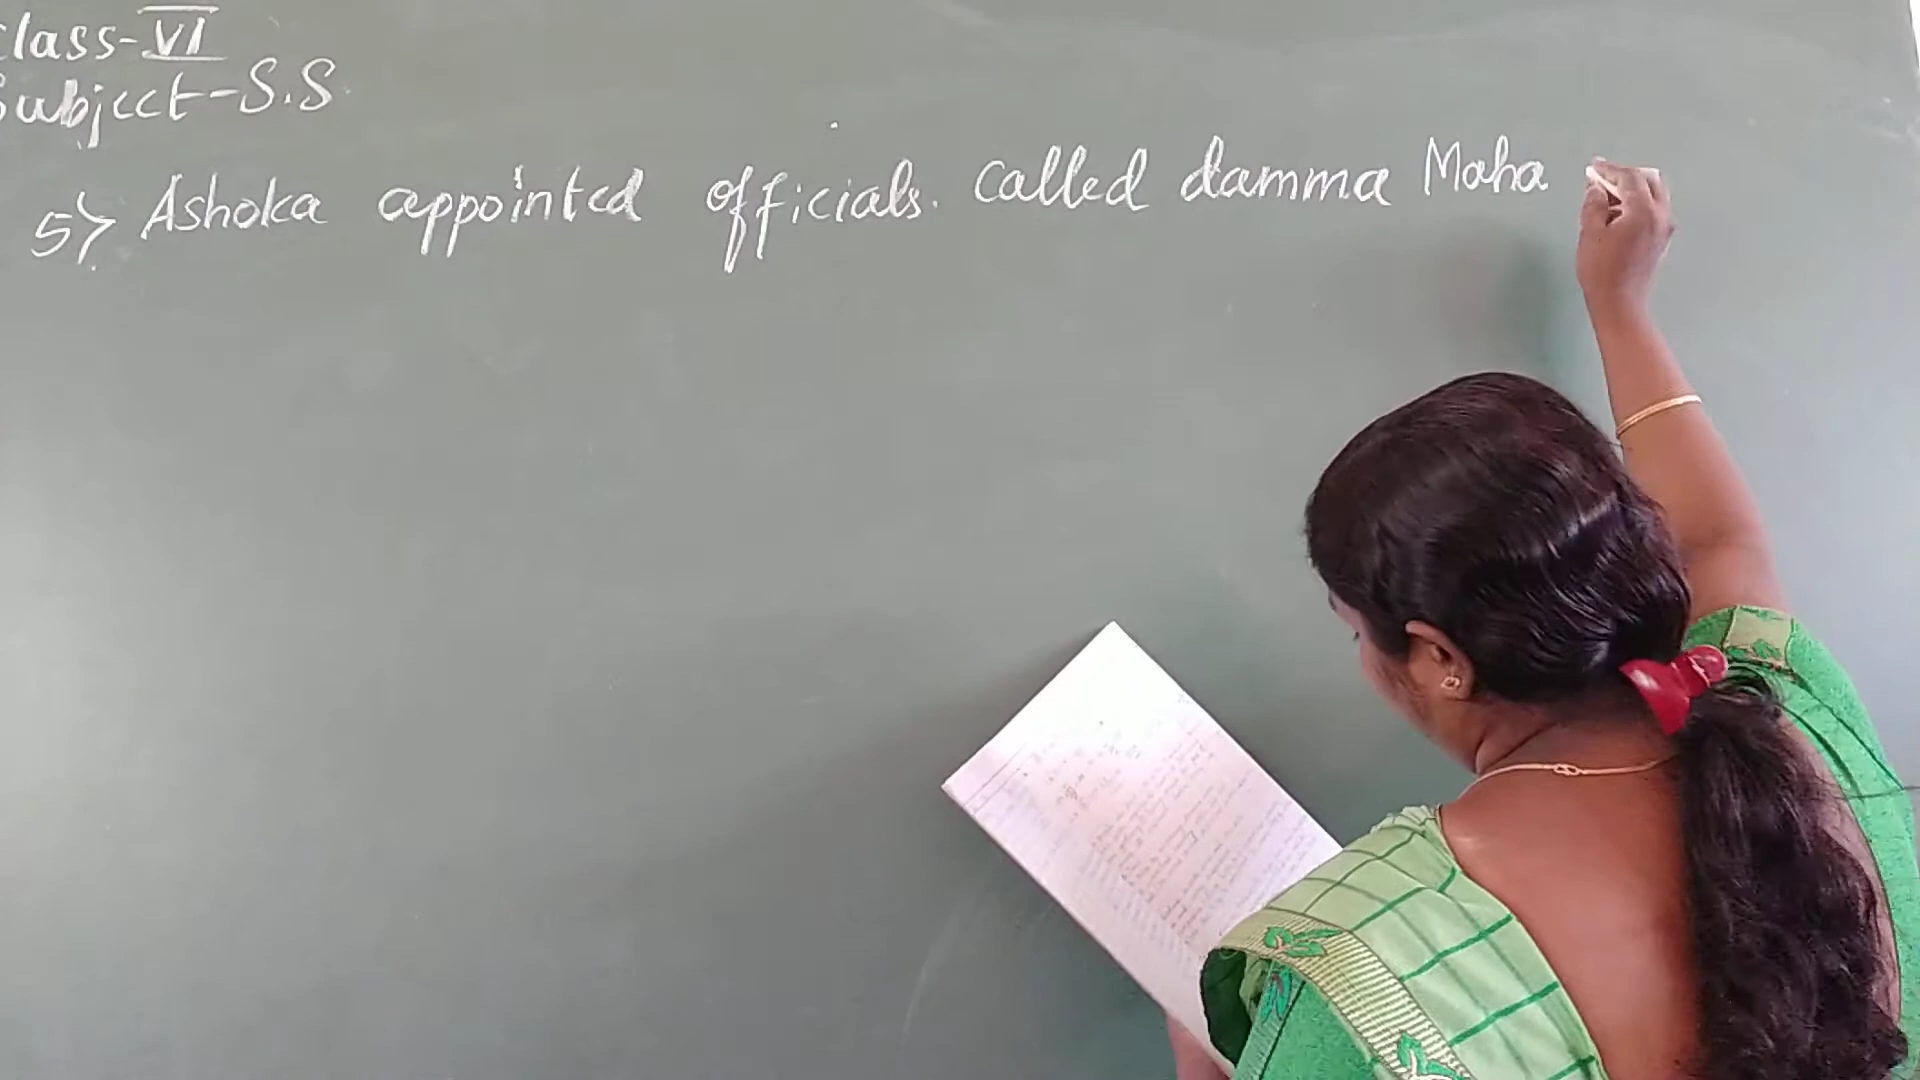 Class-VI
Subject-S.S
5> Ashoka appointed officials. Called damma Maha